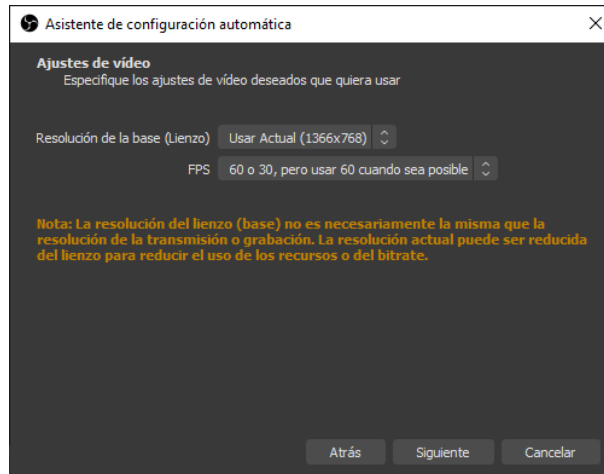 Asistente de configuración automática
Ajustes de vídeo
Especifique los ajustes de vídeo deseados que quiera usar
Resolución de la base (Lienzo) Usar Actual (1366x768)
FPS 60 o 30, pero usar 60 cuando sea posible
Nota: La resolución del lienzo (base) no es necesariamente la misma que la
resolución de la transmisión o grabación. La resolución actual puede ser reducida
del lienzo para reducir el uso de los recursos o del bitrate.
Atrás Siguiente Cancelar